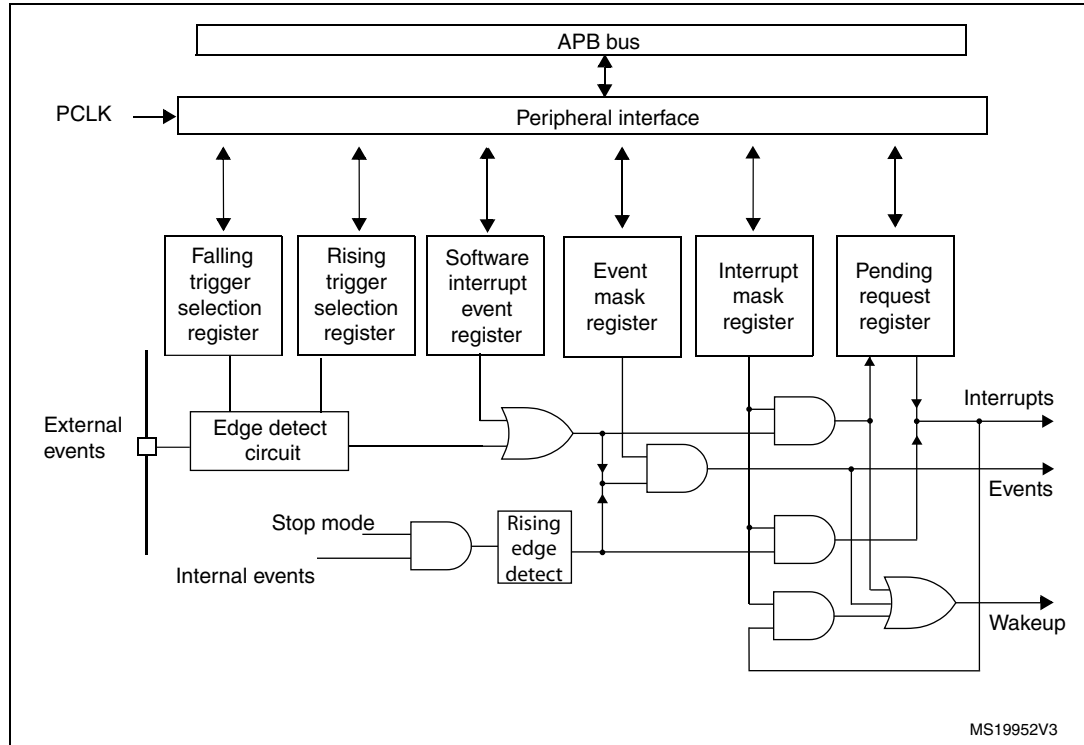 APB bus
PCLK
Peripheral interface
Falling
trigger
selection
register
Rising
trigger
selection
register
Software
interrupt
event
register
Event
mask
register
Interrupt
mask
register
Pending
request
register
External
events
Edge detect
circuit
Interrupts
Events
Stop mode
Internal events
Rising
edge
detect
Wakeup
MS19952V3